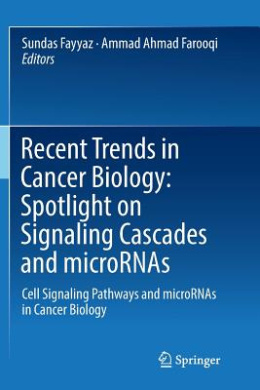 Sundas Fayyaz · Ammad Ahmad Farooqi
Editors
Recent Trends in
Cancer Biology:
Spotlight on
Signaling Cascades
and microRNAs
Cell Signaling Pathways and microRNAs
in Cancer Biology
Springer